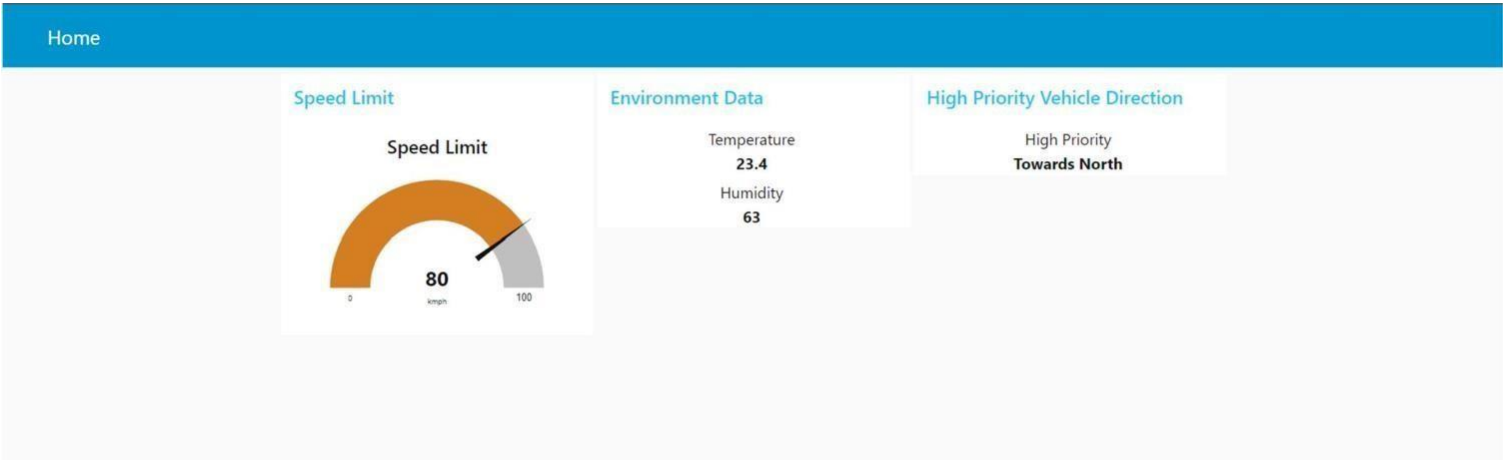 Home
Speed Limit
Speed Limit
80
0
kmph
100
Environment Data
Temperature
23.4
Humidity
63
High Priority Vehicle Direction
High Priority
Towards North